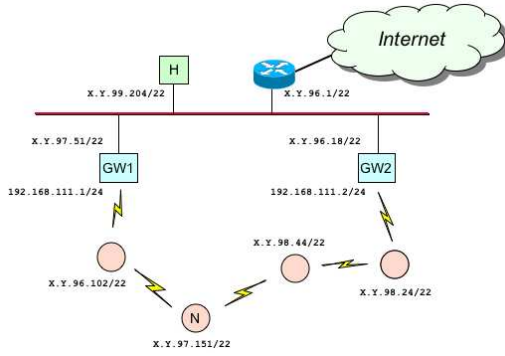 Internet
H
X.Y.99.204/22
X.Y.96.1/22
X.Y.97.51/22
X.Y.96.18/22
GW1
GW2
192.168.111.1/24
192.168.111.2/24
X.Y.98.44/22
X.Y.96.102/22
X.Y.98.24/22
N
X.Y.97.151/22